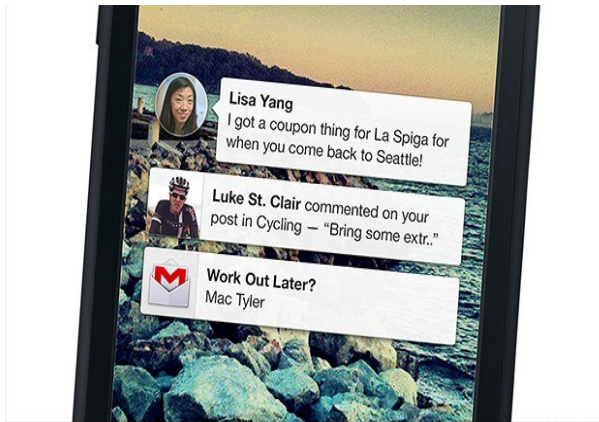 Lisa Yang
I got a coupon thing for La Spiga for
when you come back to Seattle!
Luke St. Clair commented on your
post in Cycling — “Bring some extr..”
Work Out Later?
Mac Tyler